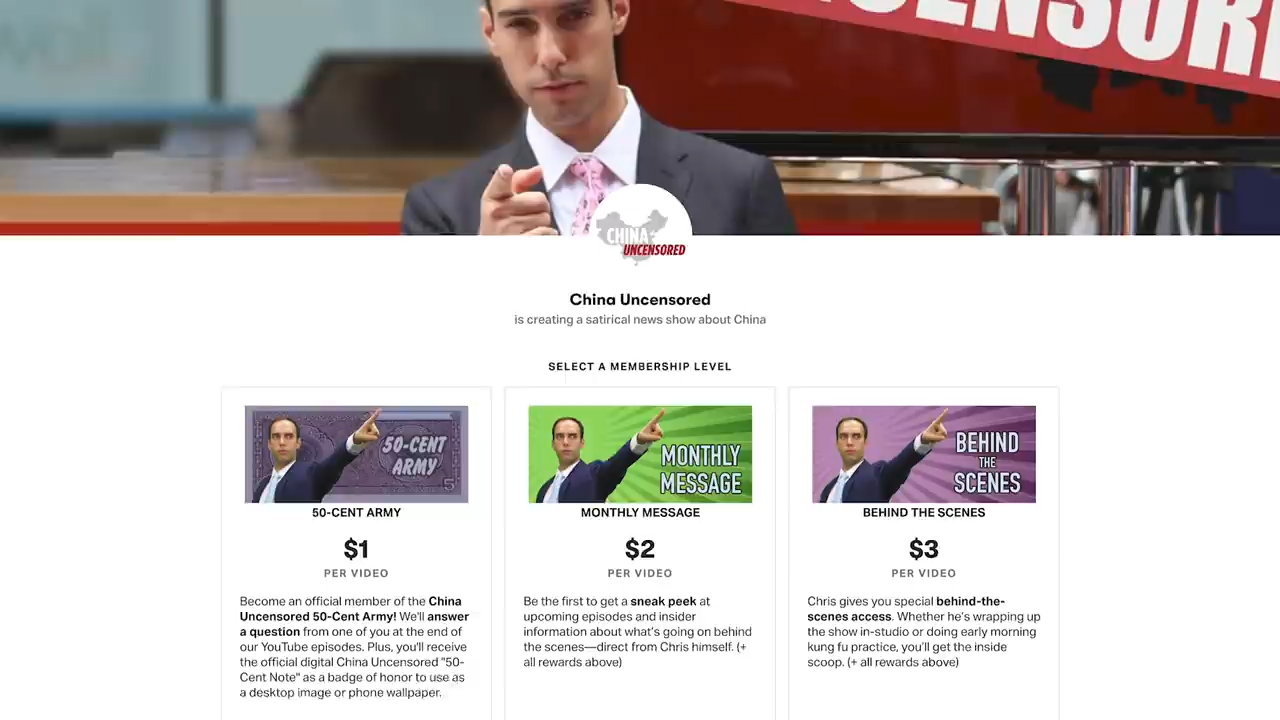 CHINA
UNCENSORED
China Uncensored
is creating a satirical news show about China
SELECT A MEMBERSHIP LEVEL
50-CENT
ARMY
5
50-CENT ARMY
$1
PER VIDEO
Become an official member of the China
Uncensored 50-Cent Army! We'll answer
a question from one of you at the end of
our YouTube episodes. Plus, you'll receive
the official digital China Uncensored "50-
Cent Note" as a badge of honor to use as
a desktop image or phone wallpaper.
MONTHLY
MESSAGE
MONTHLY MESSAGE
$2
PER VIDEO
Be the first to get a sneak peek at
upcoming episodes and insider
information about what's going on behind
the scenes—direct from Chris himself. (+
all rewards above)
BEHIND
THE
SCENES
BEHIND THE SCENES
$3
PER VIDEO
Chris gives you special behind-the-
scenes access. Whether he's wrapping up
the show in-studio or doing early morning
kung fu practice, you'll get the inside
scoop. (+ all rewards above)